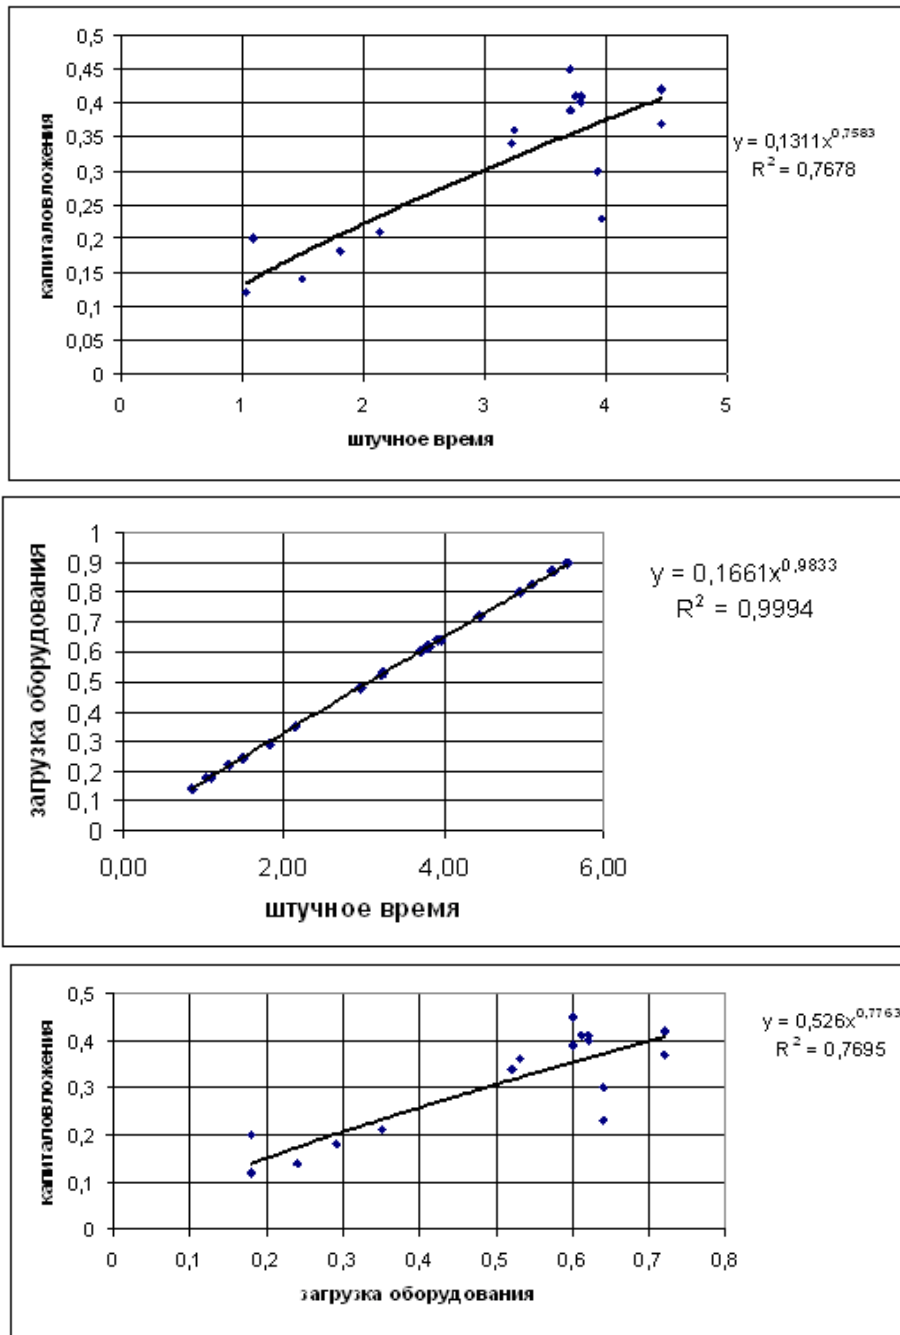 0,5
0,45
0,4
0,35
0,3
0,25
0,2
0,15
0,1
0,05
0
капиталовложения
0 1 2 3 4 5
штучное время
y = 0,1311x^0,7583
R² = 0,7678
1
0,9
0,8
0,7
0,6
0,5
0,4
0,3
0,2
0,1
0
загрузка оборудования
0,00 2,00 4,00 6,00
штучное время
y = 0,1661x^0,9833
R² = 0,9994
0,5
0,4
0,3
0,2
0,1
0
капиталовложения
0 0,1 0,2 0,3 0,4 0,5 0,6 0,7 0,8
загрузка оборудования
y = 0,526x^0,7763
R² = 0,7695